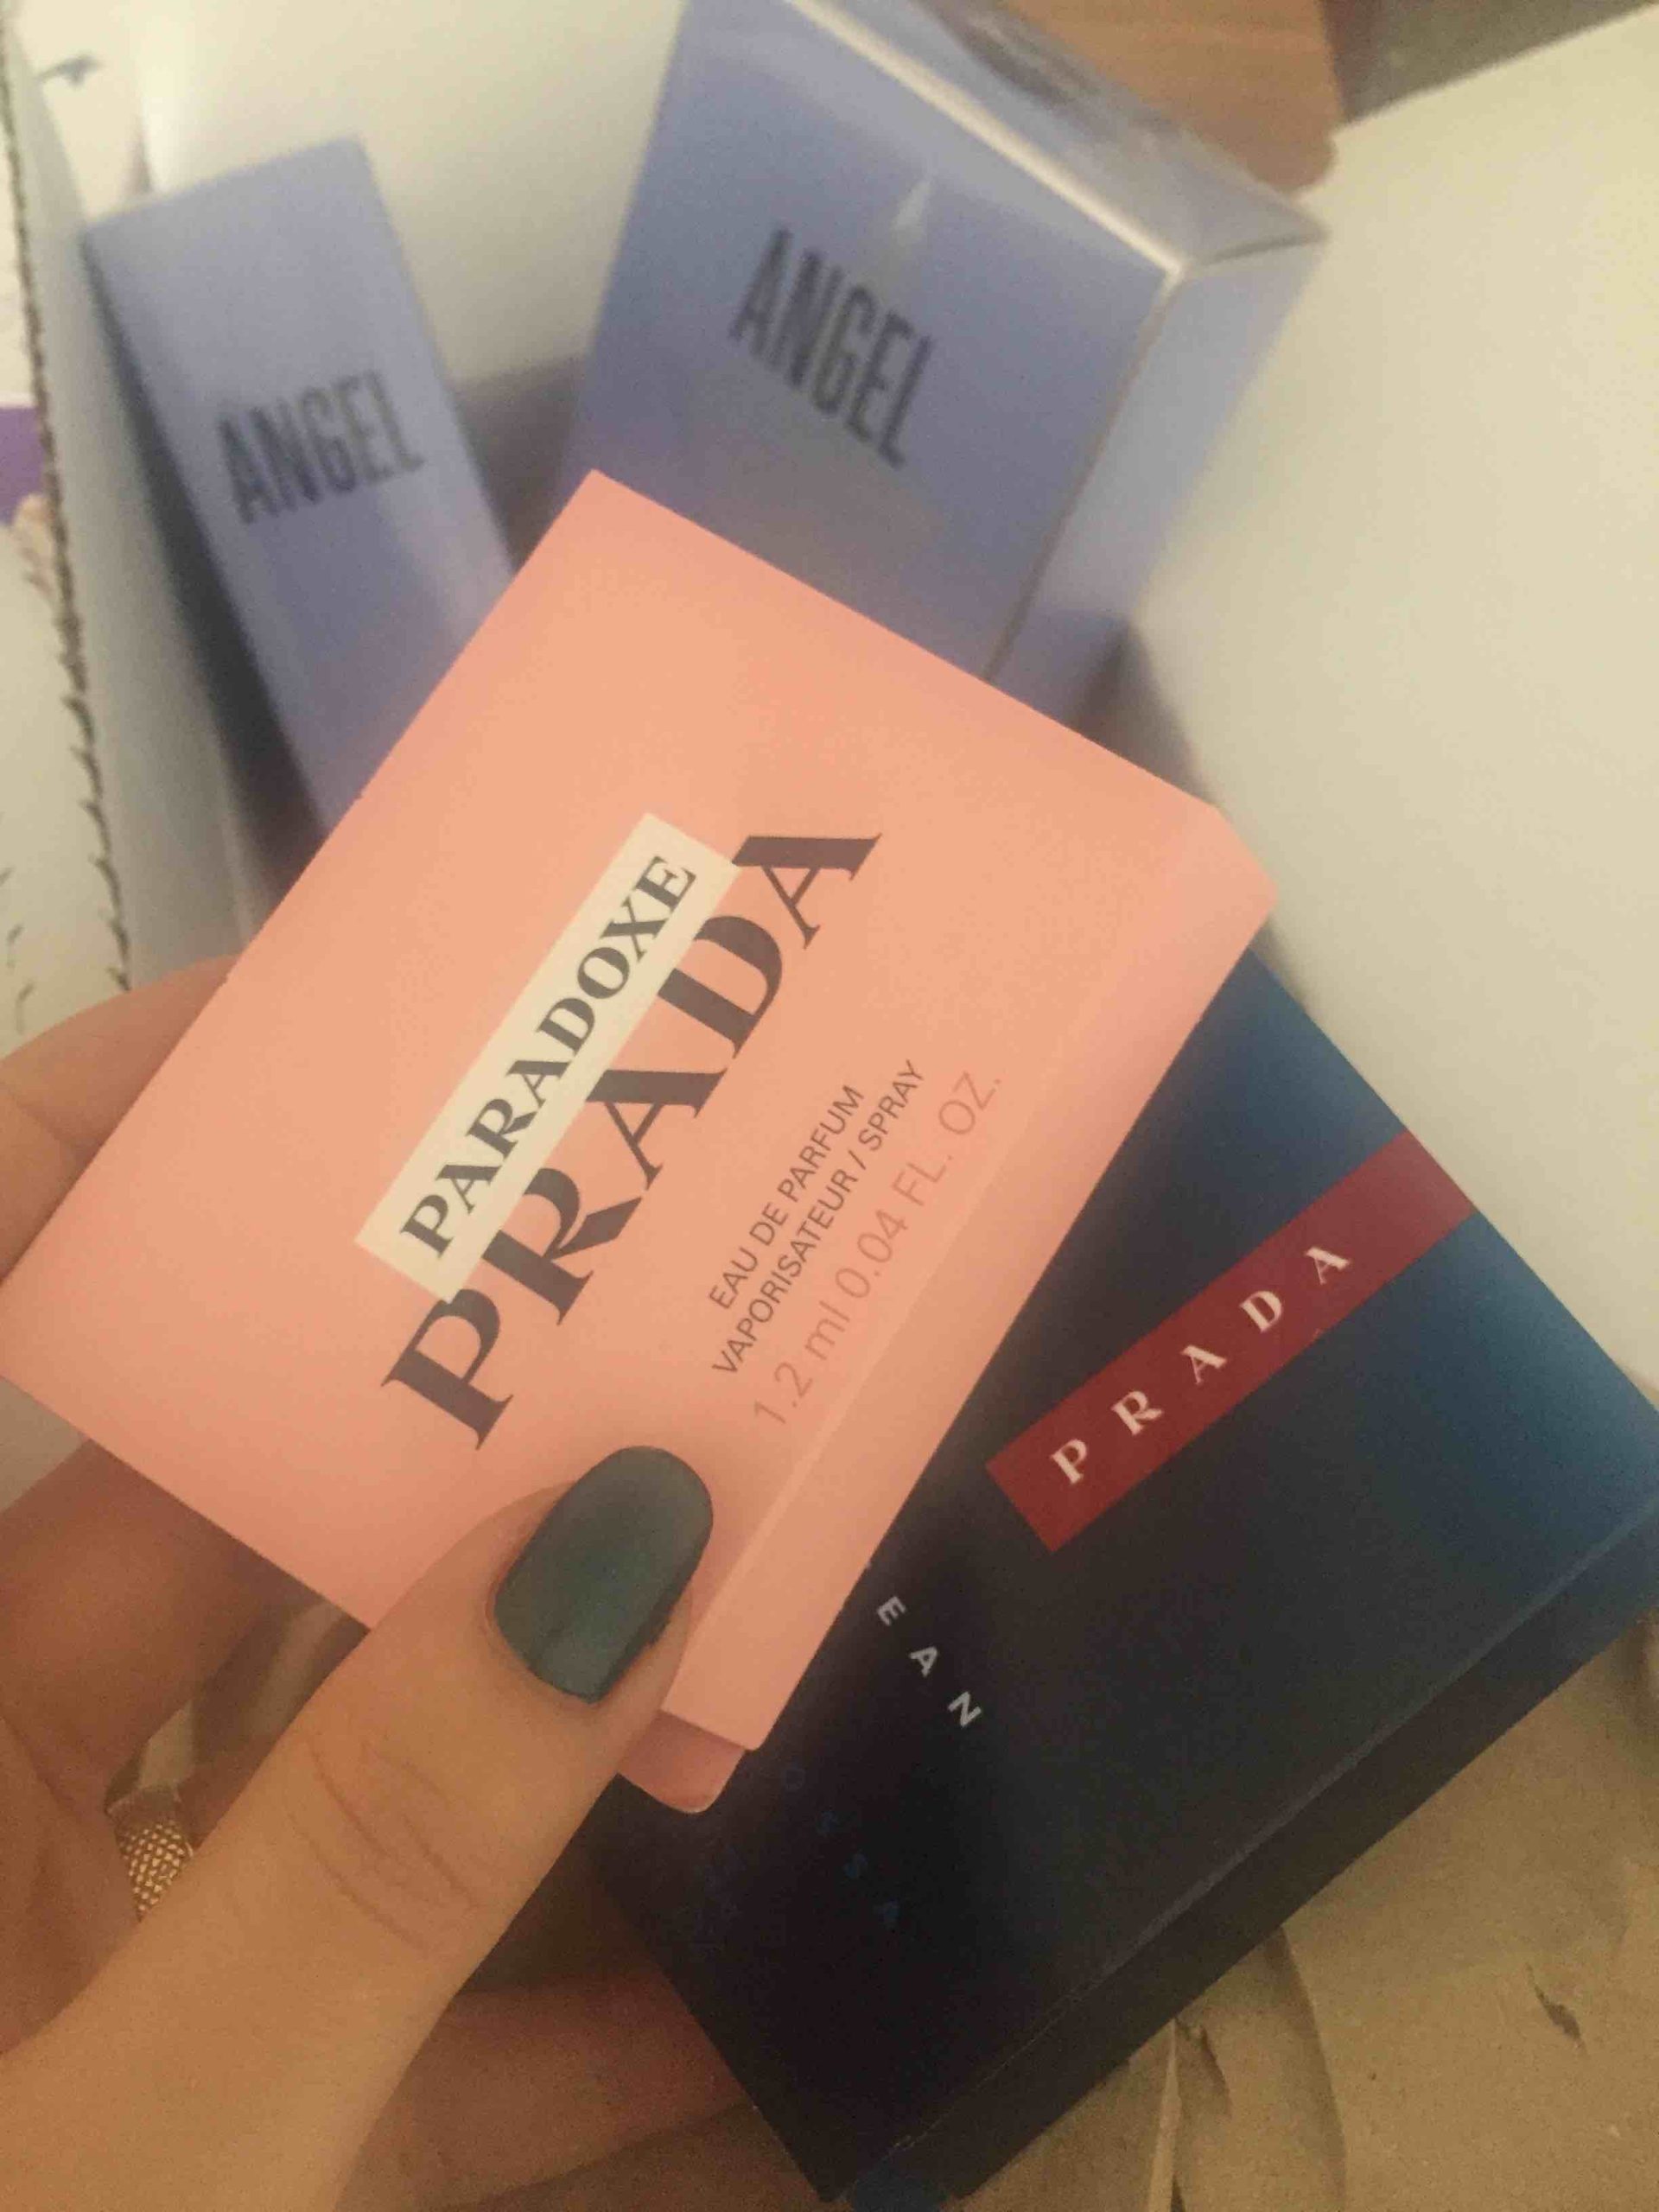 ANGEL
ANGEL
PARADOXE
PRADA
EAU DE PARFUM
VAPORISATEUR / SPRAY
1.2 ml 0.04 FL. OZ.
PRADA
EAN